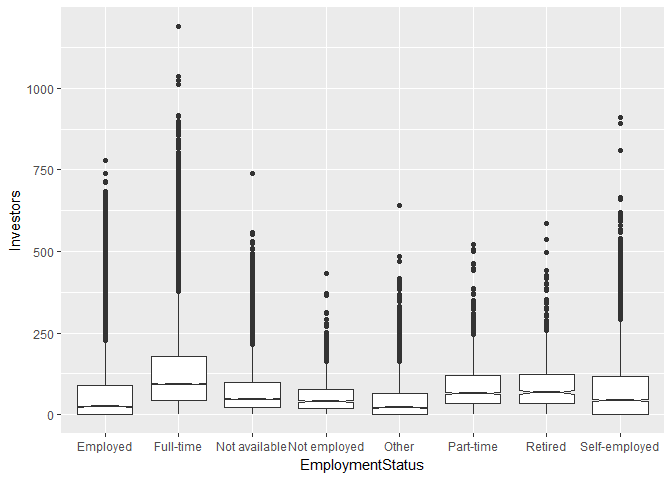 1000
750
500
250
0
Investors
Employed Full-time Not available Not employed Other Part-time Retired Self-employed
EmploymentStatus